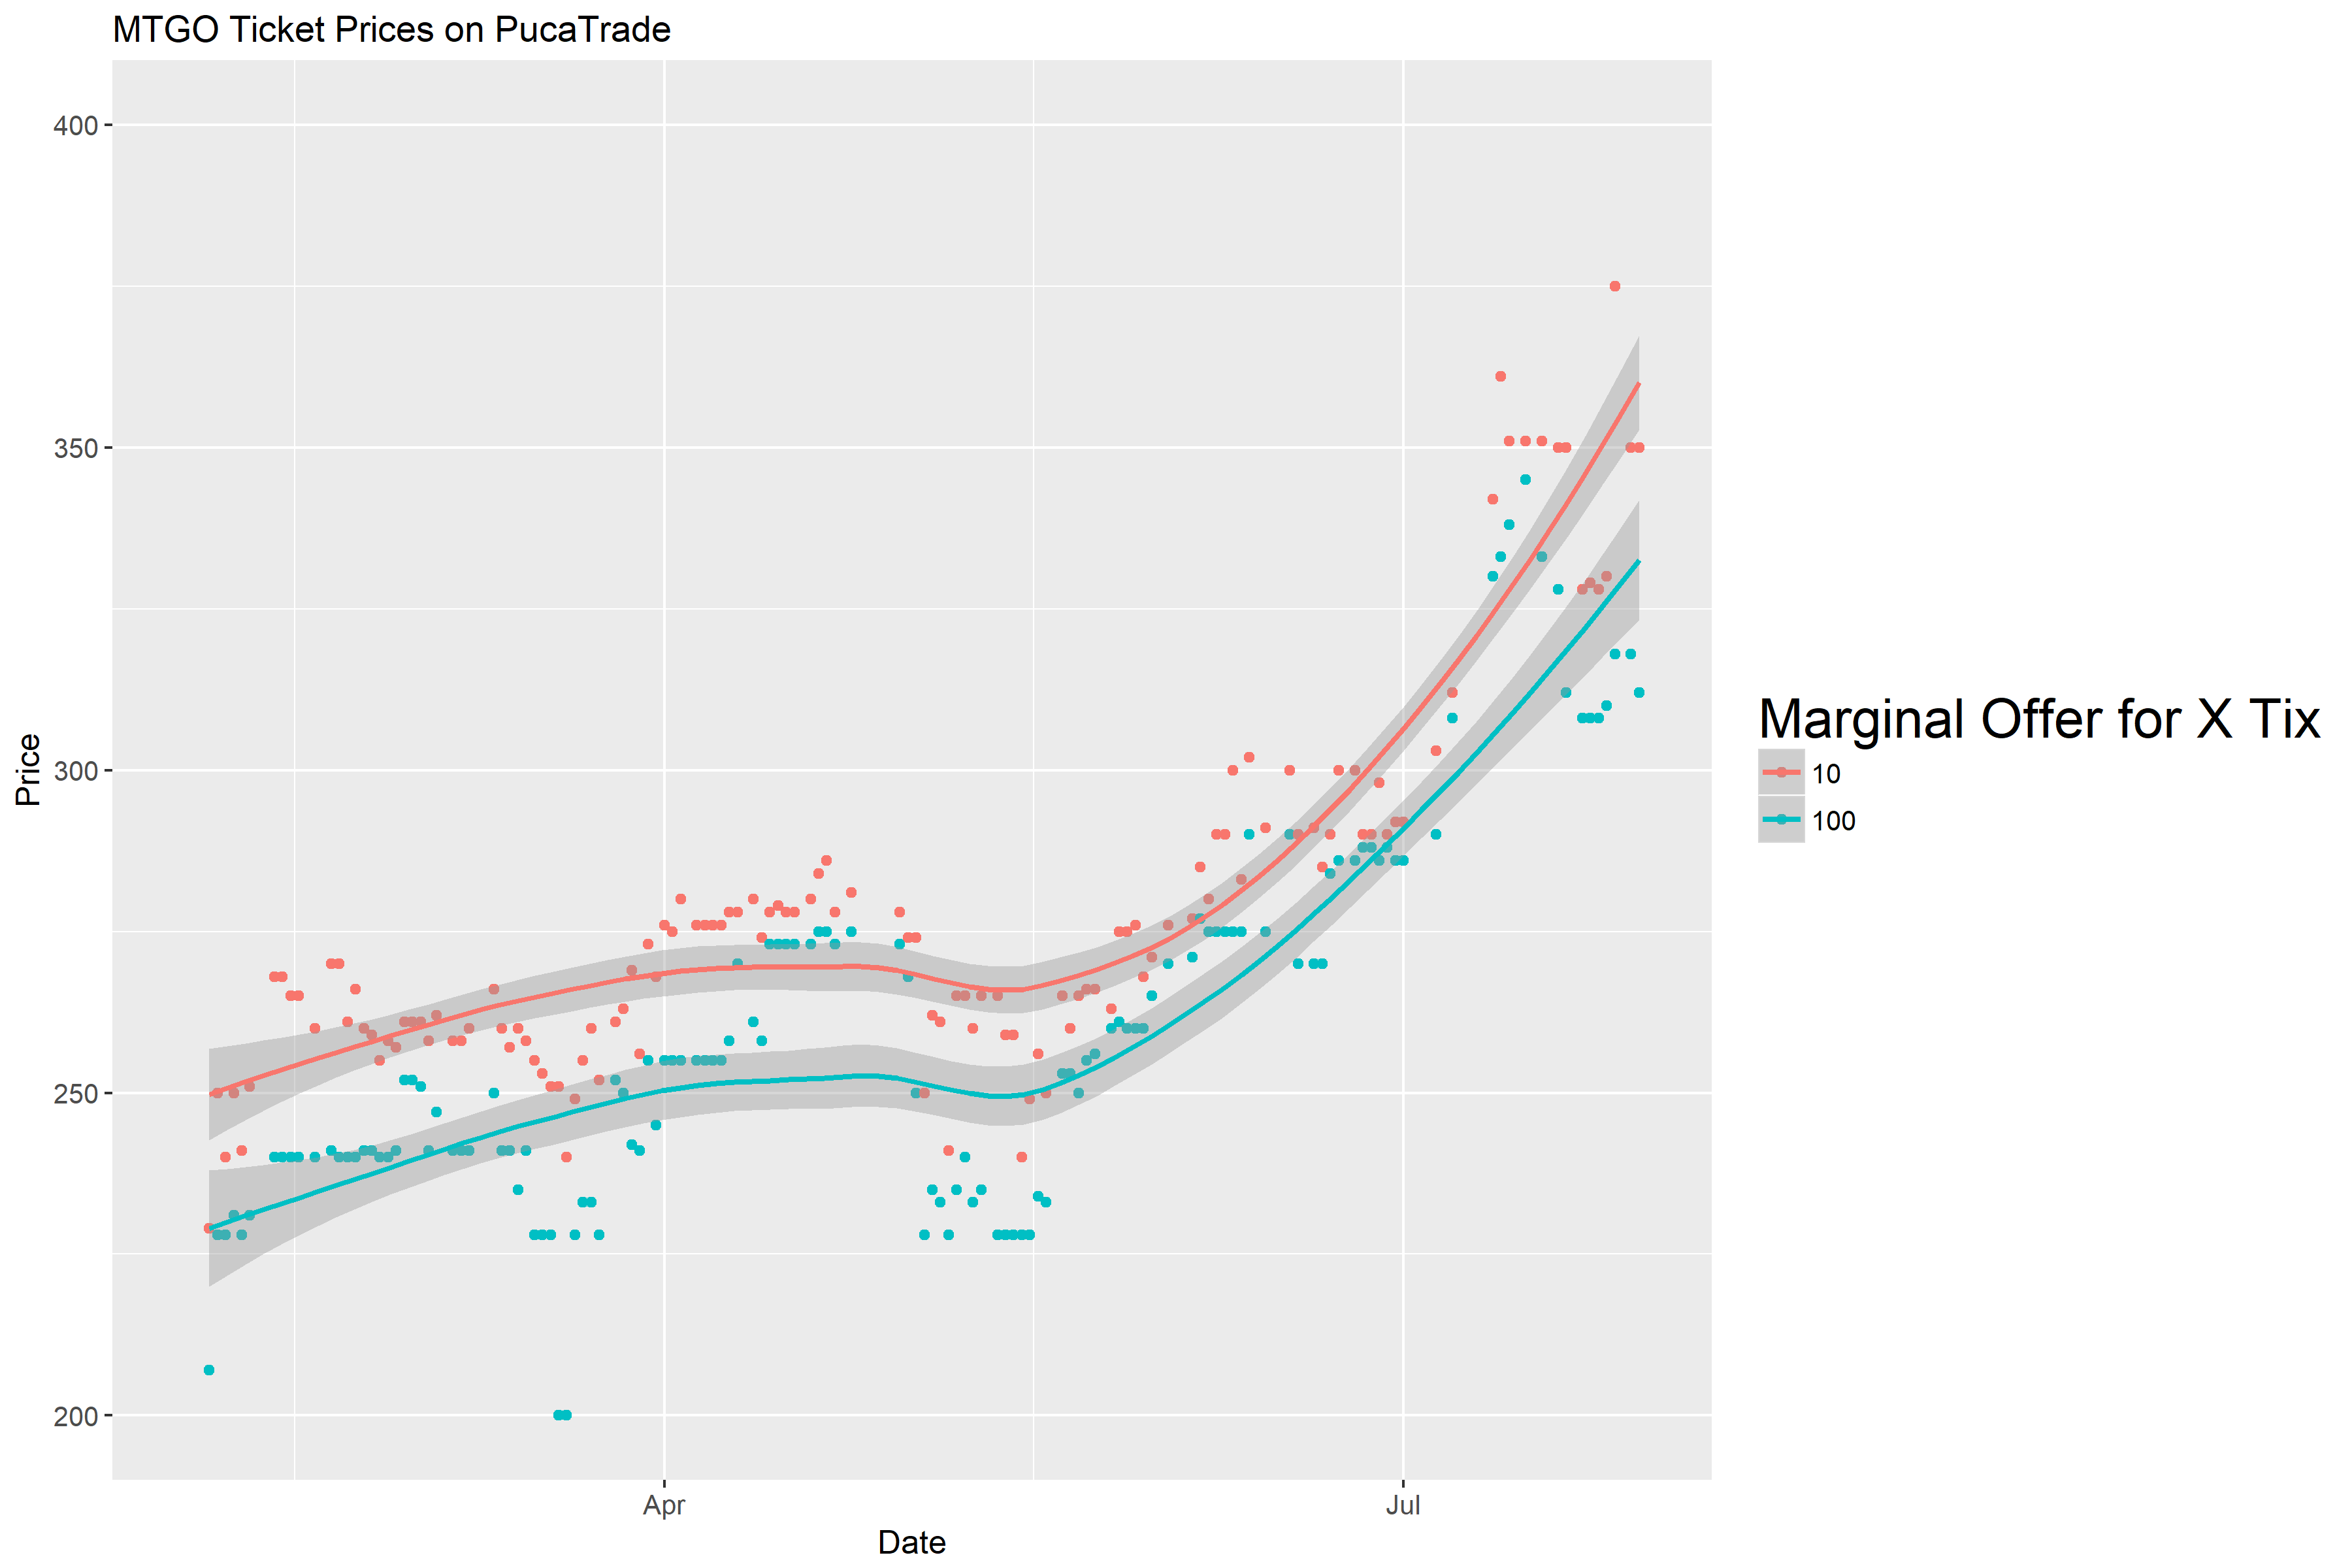 MTGO Ticket Prices on PucaTrade
400
350
300
250
200
Price
Apr
Jul
Date
Marginal Offer for X Tix
10
100